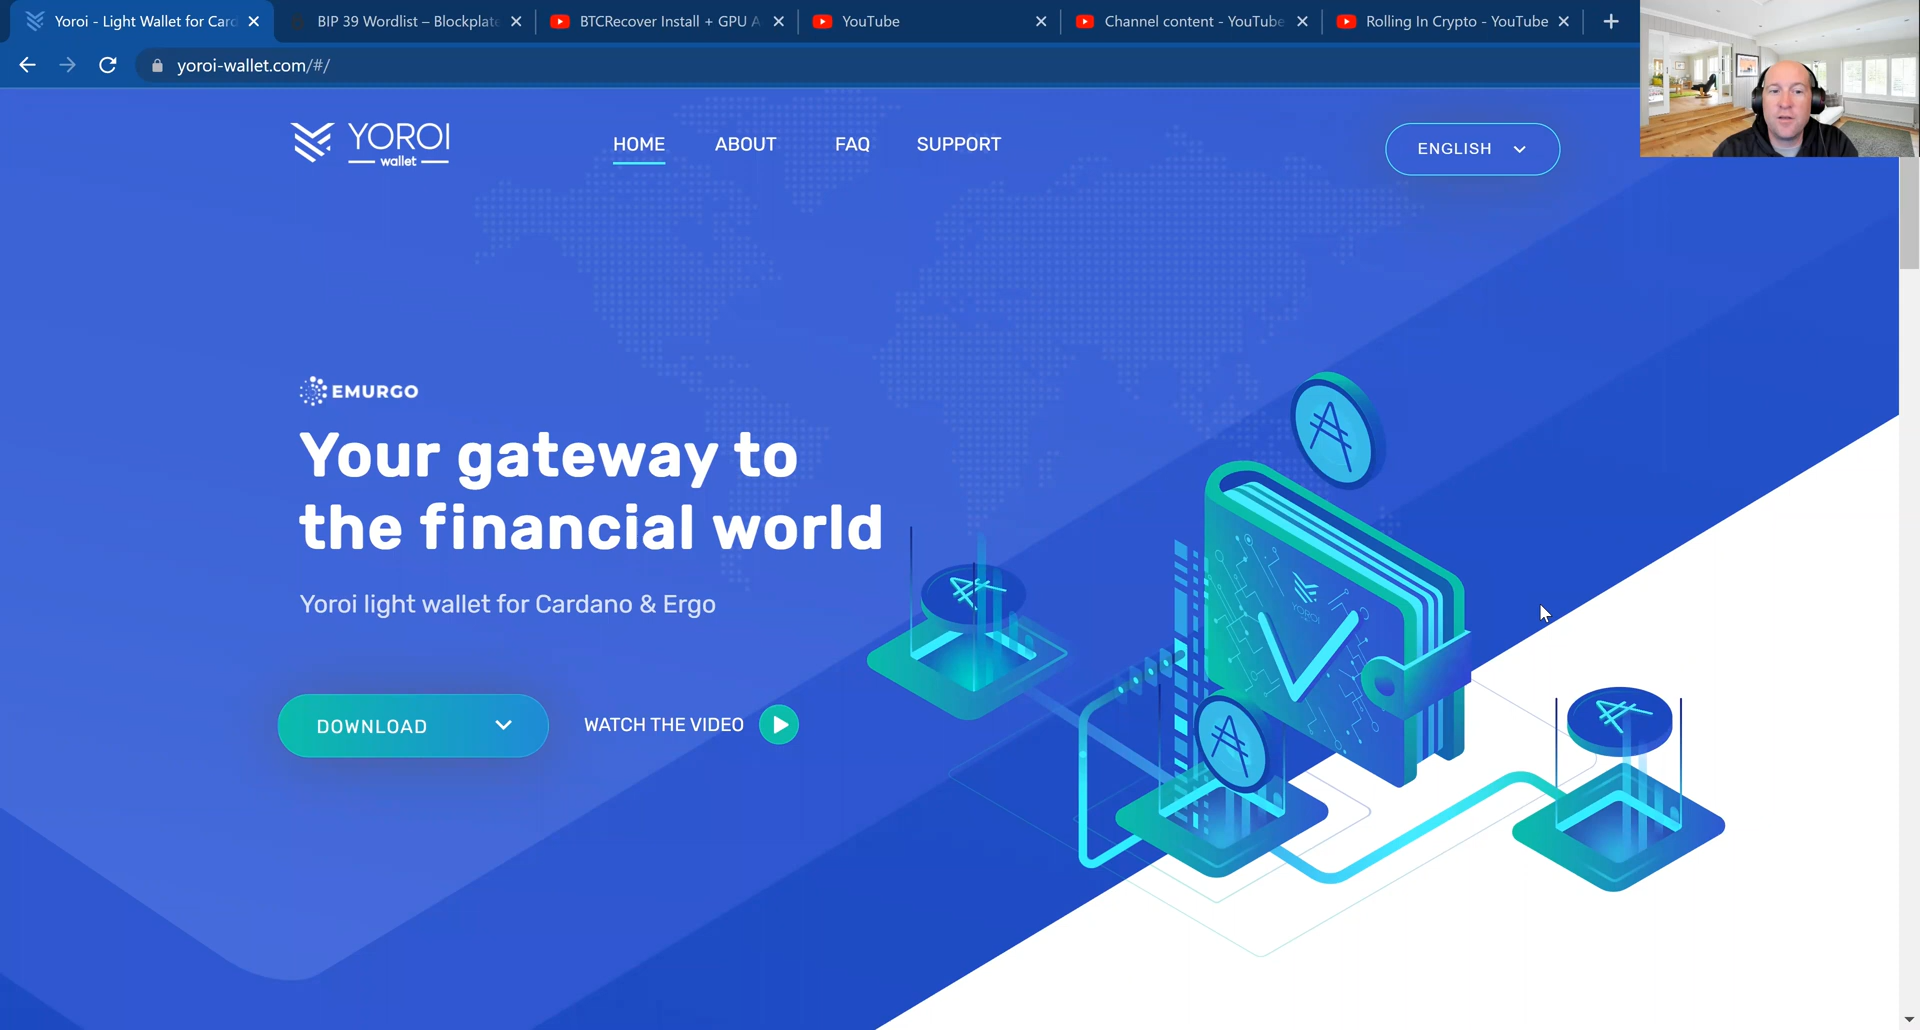 Yoroi - Light Wallet for Card
BIP 39 Wordlist – Blockplate
BTCRecover Install + GPU A
YouTube
Channel content - YouTube
Rolling In Crypto - YouTube
yoroi-wallet.com/#/
YOROI
wallet
HOME
ABOUT
FAQ
SUPPORT
ENGLISH
EMURGO
Your gateway to
the financial world
Yoroi light wallet for Cardano & Ergo
DOWNLOAD
WATCH THE VIDEO
YOROI